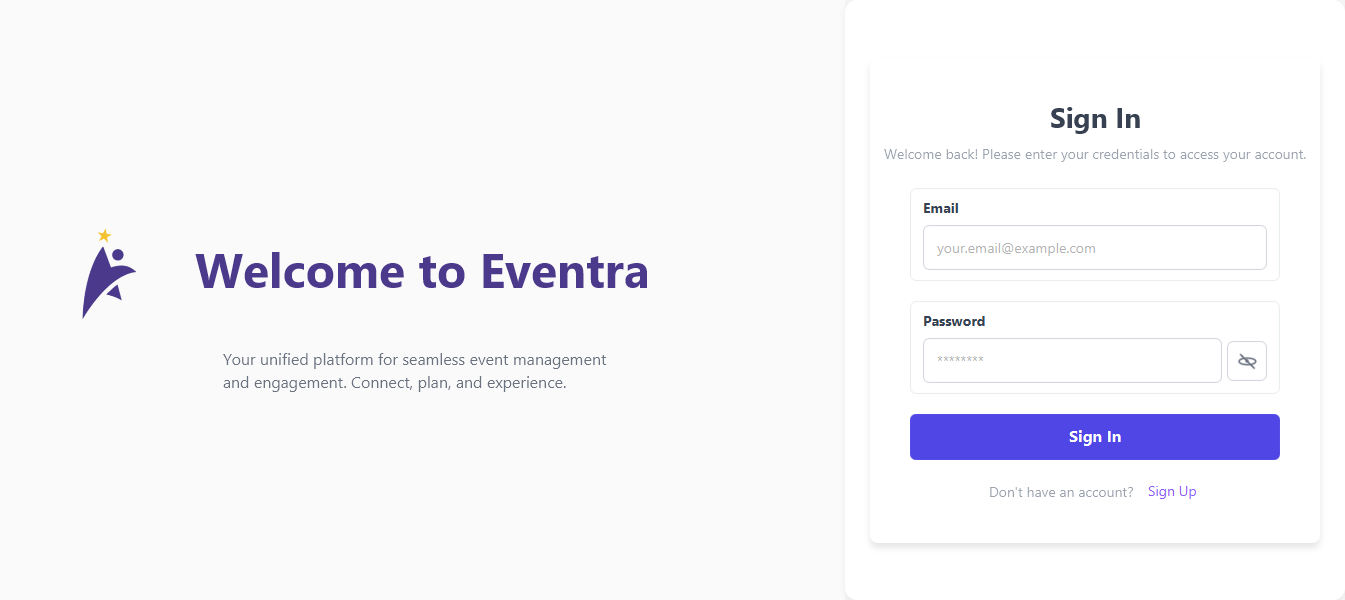 Welcome to Eventra
Your unified platform for seamless event management
and engagement. Connect, plan, and experience.
Sign In
Welcome back! Please enter your credentials to access your account.
Email
your.email@example.com
Password
********
Sign In
Don't have an account? Sign Up